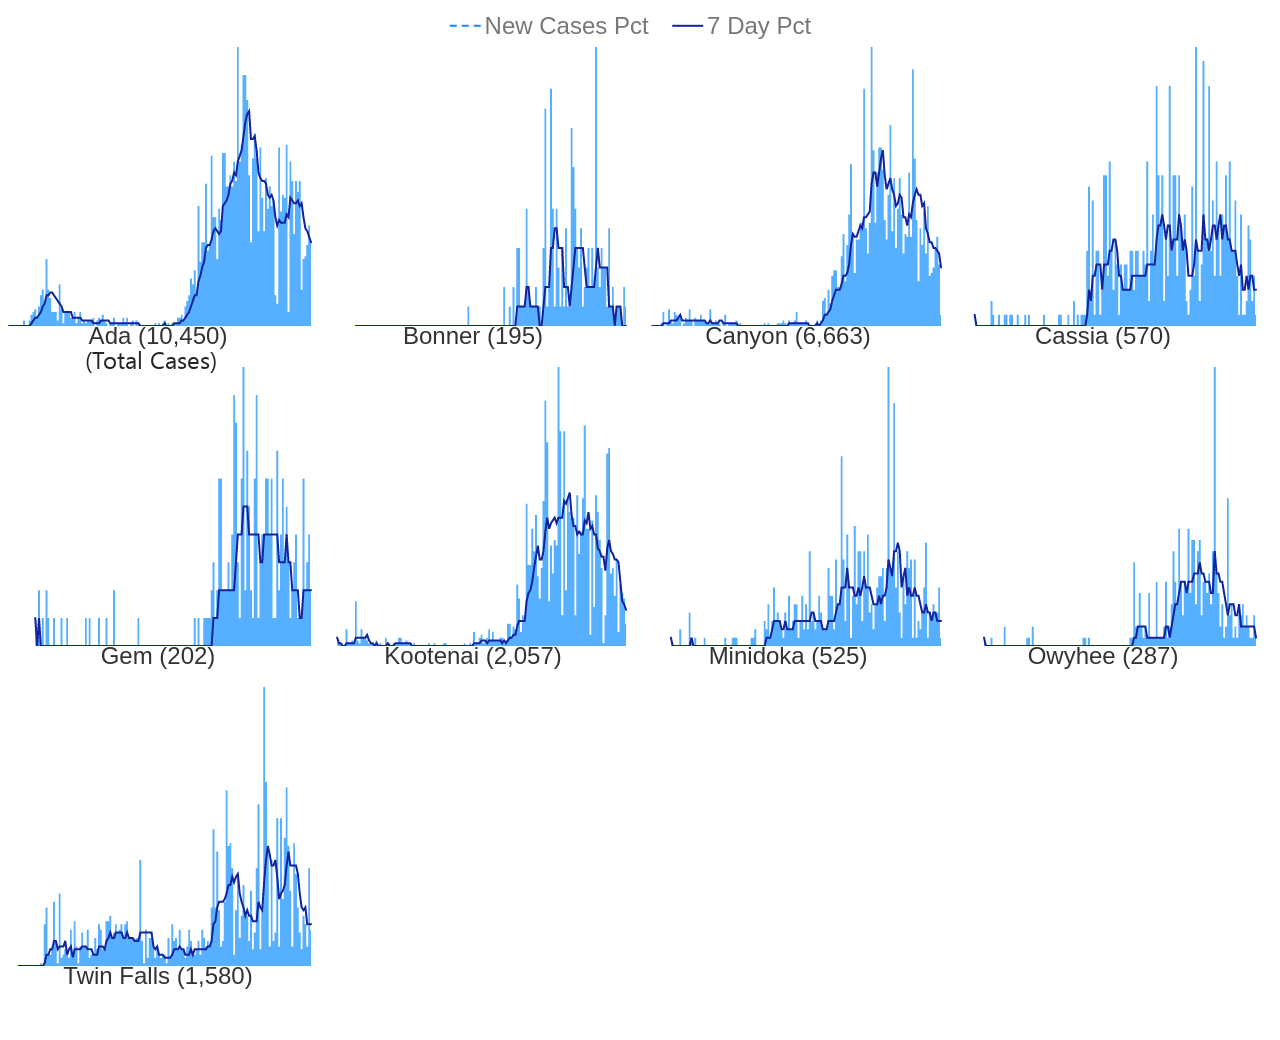 New Cases Pct 7 Day Pct
Ada (10,450) Bonner (195) Canyon (6,663) Cassia (570)
(Total Cases)
Gem (202) Kootenai (2,057) Minidoka (525) Owyhee (287)
Twin Falls (1,580)